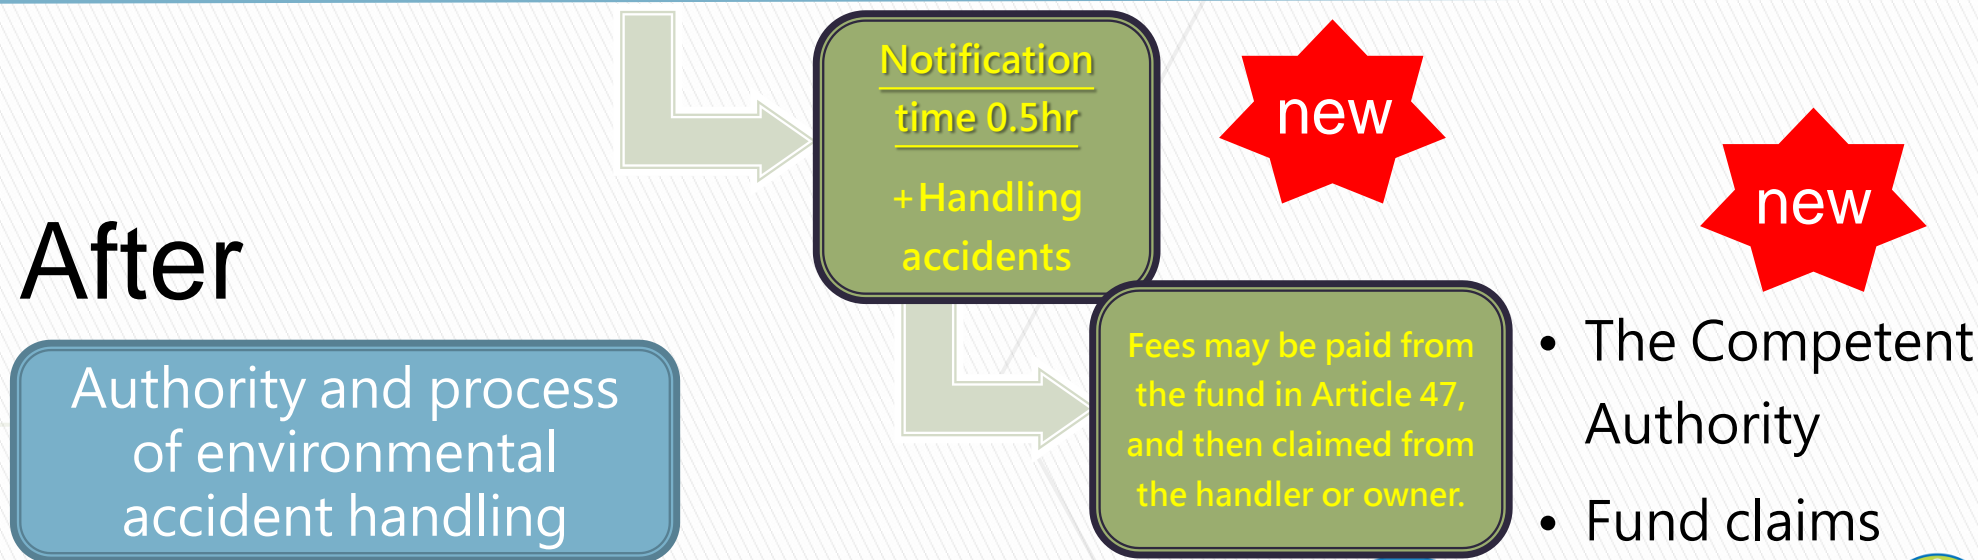 Notification
time 0.5hr
+Handling
accidents
new
new
After
Authority and process
of environmental
accident handling
Fees may be paid from
the fund in Article 47,
and then claimed from
the handler or owner.
• The Competent
Authority
• Fund claims